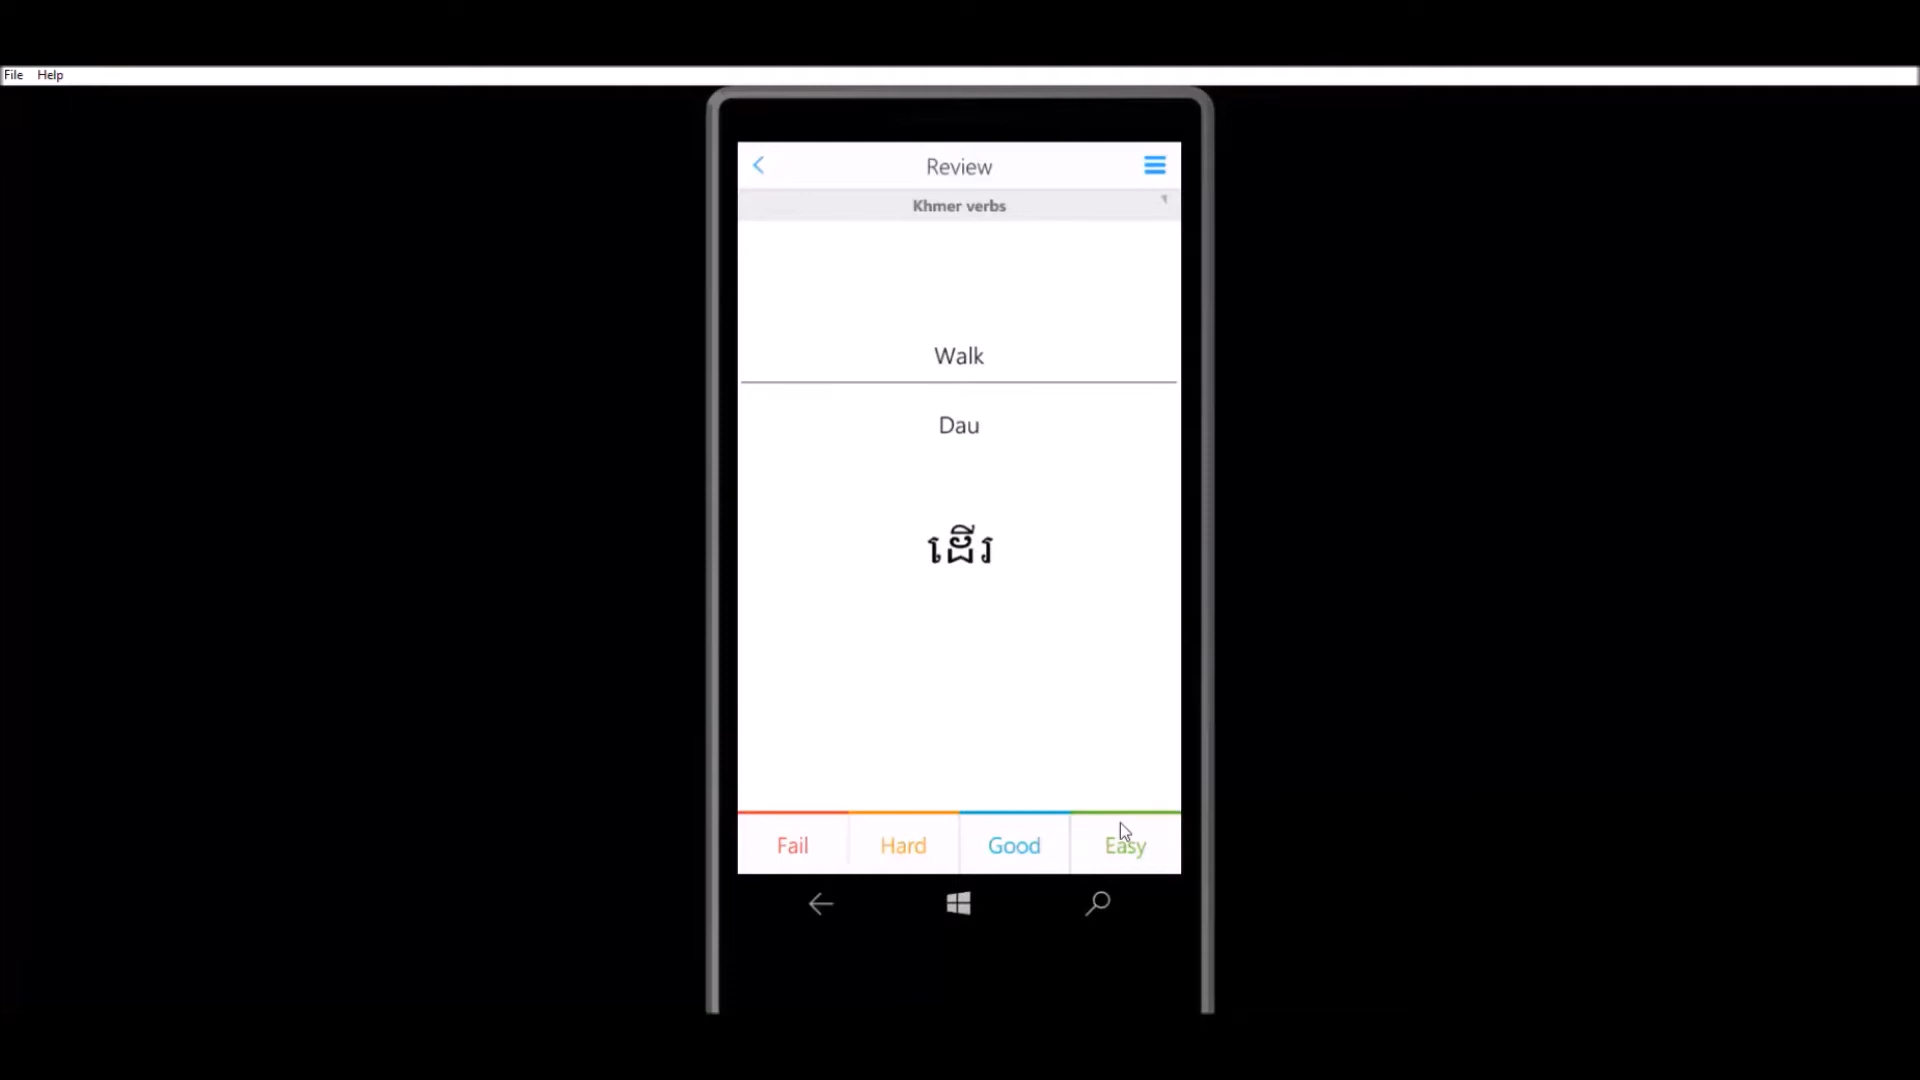 File Help
Review
Khmer verbs
Walk
Dau
ដើរ
Fail Hard Good Easy